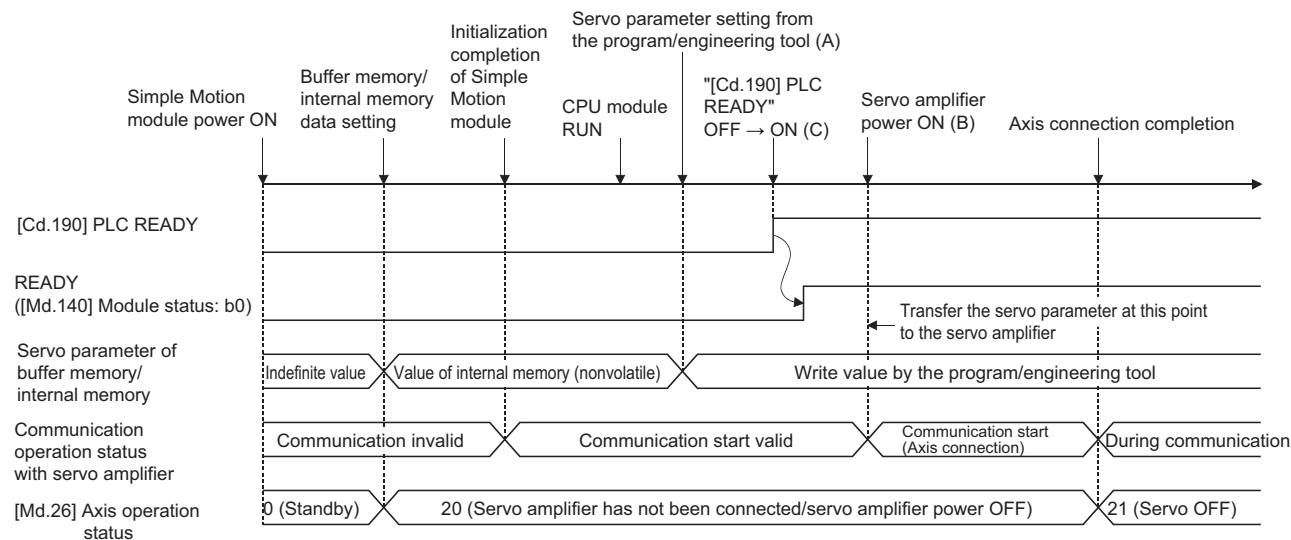 Servo parameter setting from
the program/engineering tool (A)
Initialization
completion
of Simple
Motion
module
Buffer memory/
internal memory
data setting
"[Cd.190] PLC
READY"
OFF → ON (C)
Simple Motion
module power ON
CPU module
RUN
Servo amplifier
power ON (B)
Axis connection completion
[Cd.190] PLC READY
READY
([Md.140] Module status: b0)
Transfer the servo parameter at this point
to the servo amplifier
Servo parameter of
buffer memory/
internal memory
Indefinite value
Value of internal memory (nonvolatile)
Write value by the program/engineering tool
Communication
operation status
with servo amplifier
Communication invalid
Communication start valid
Communication start
(Axis connection)
During communication
[Md.26] Axis operation
status
0 (Standby)
20 (Servo amplifier has not been connected/servo amplifier power OFF)
21 (Servo OFF)